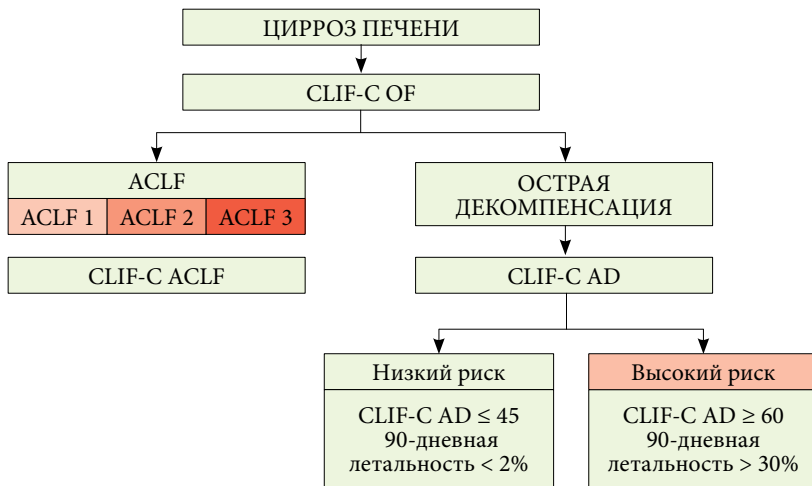 ЦИРРОЗ ПЕЧЕНИ
CLIF-C OF
ACLF
ACLF 1 ACLF 2 ACLF 3
CLIF-C ACLF
ОСТРАЯ
ДЕКОМПЕНСАЦИЯ
CLIF-C AD
Низкий риск
CLIF-C AD ≤ 45
90-дневная
летальность < 2%
Высокий риск
CLIF-C AD ≥ 60
90-дневная
летальность > 30%